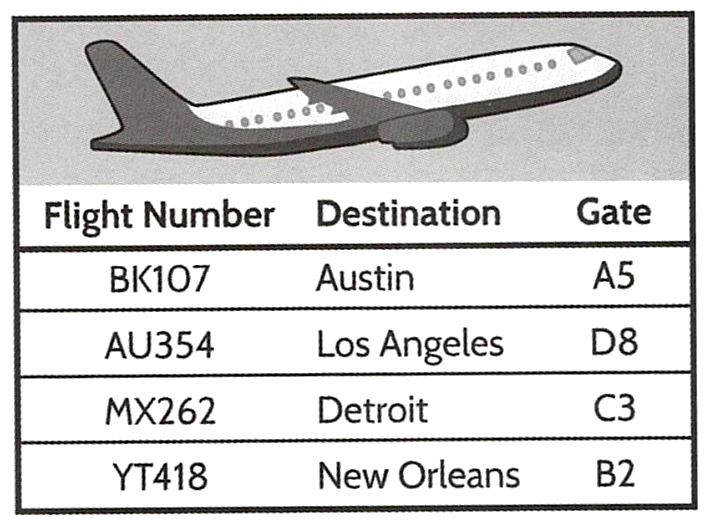 Flight Number Destination Gate
BK107 Austin A5
AU354 Los Angeles D8
MX262 Detroit C3
YT418 New Orleans B2